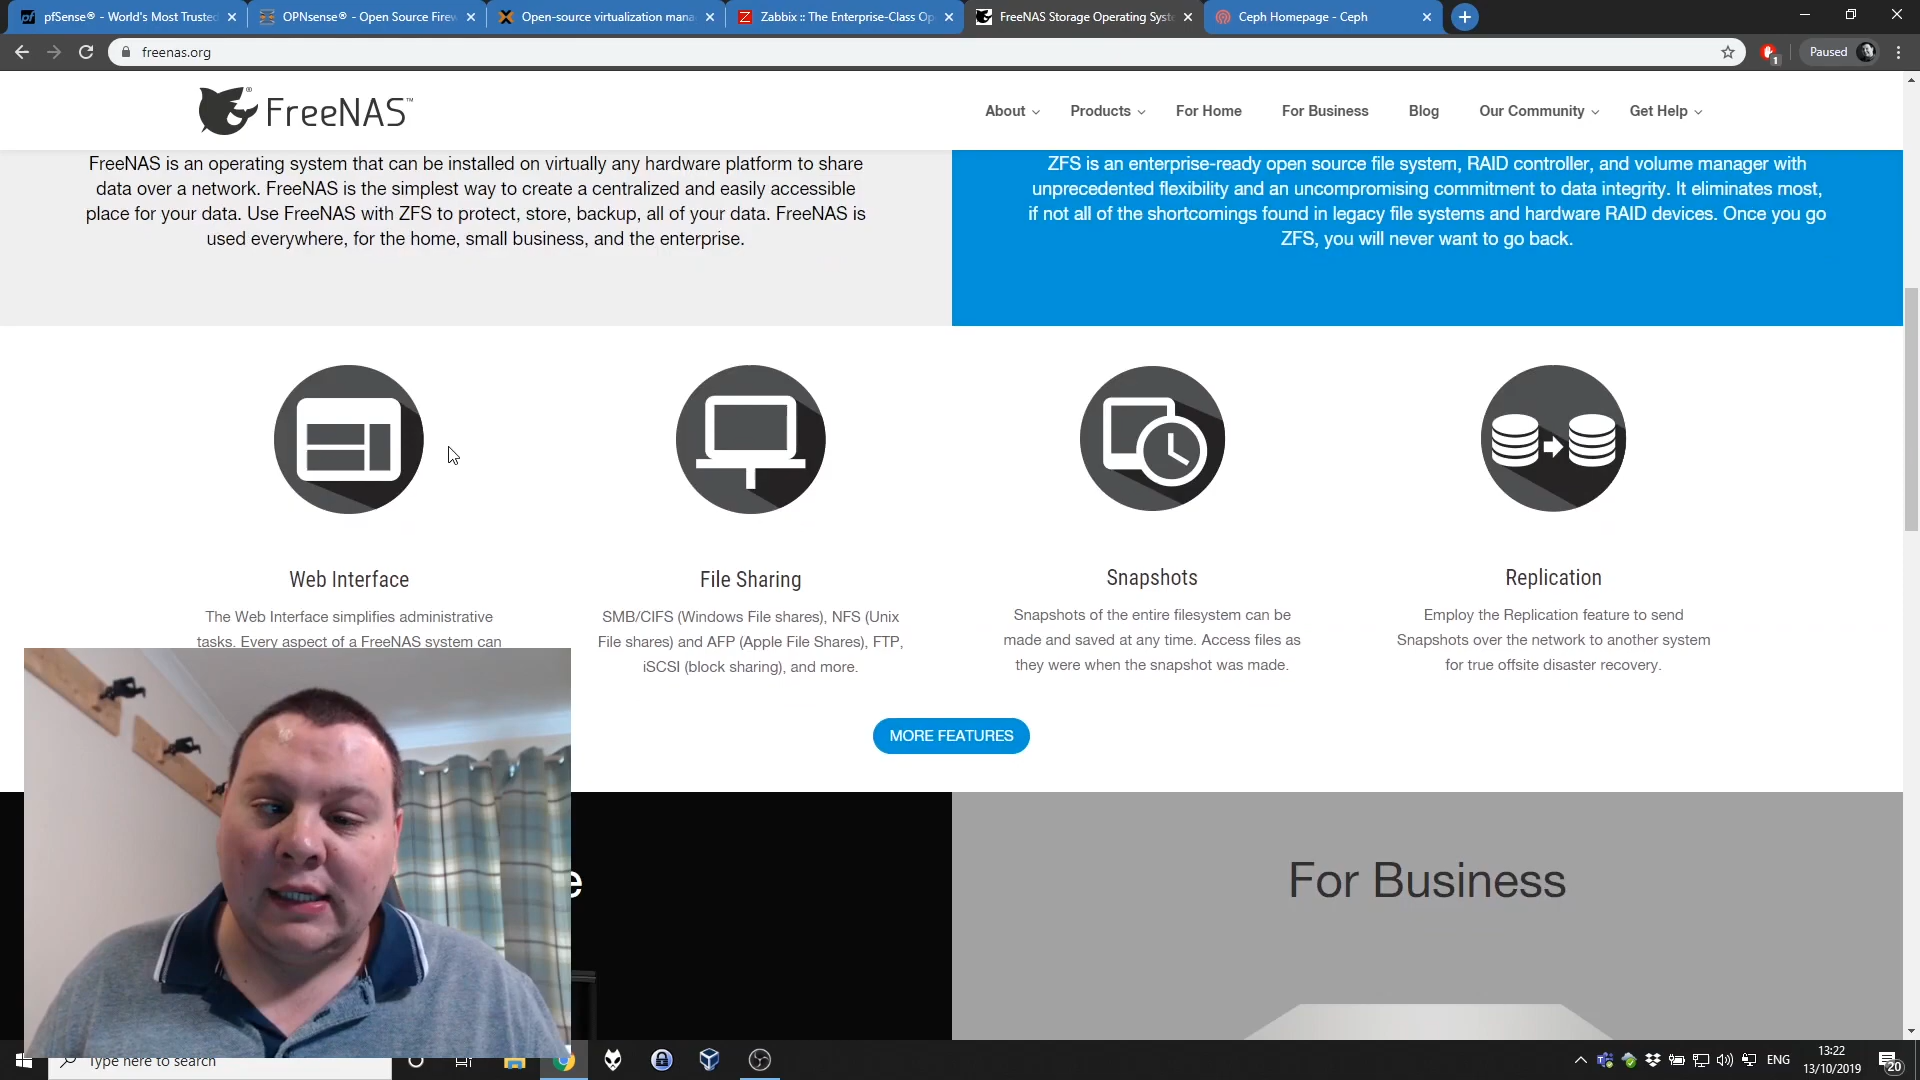 pfSense® - World's Most Trusted
OPNsense® - Open Source Firew
Open-source virtualization mana
Zabbix :: The Enterprise-Class Op
FreeNAS Storage Operating Syst
Ceph Homepage - Ceph
freenas.org
Paused
1
FreeNAS™
About
Products
For Home
For Business
Blog
Our Community
Get Help
FreeNAS is an operating system that can be installed on virtually any hardware platform to share
data over a network. FreeNAS is the simplest way to create a centralized and easily accessible
place for your data. Use FreeNAS with ZFS to protect, store, backup, all of your data. FreeNAS is
used everywhere, for the home, small business, and the enterprise.
ZFS is an enterprise-ready open source file system, RAID controller, and volume manager with
unprecedented flexibility and an uncompromising commitment to data integrity. It eliminates most,
if not all of the shortcomings found in legacy file systems and hardware RAID devices. Once you go
ZFS, you will never want to go back.
Web Interface
The Web Interface simplifies administrative
tasks. Every aspect of a FreeNAS system can
File Sharing
SMB/CIFS (Windows File shares), NFS (Unix
File shares) and AFP (Apple File Shares), FTP,
iSCSI (block sharing), and more.
Snapshots
Snapshots of the entire filesystem can be
made and saved at any time. Access files as
they were when the snapshot was made.
Replication
Employ the Replication feature to send
Snapshots over the network to another system
for true offsite disaster recovery.
MORE FEATURES
e
For Business
Type here to search
ENG
13:22
13/10/2019
20